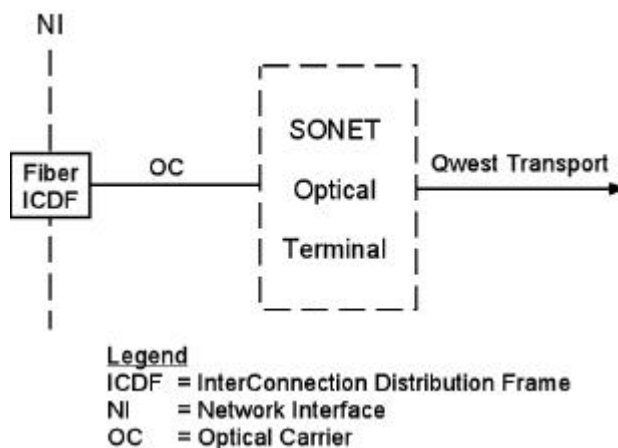 NI
Fiber
ICDF
OC
SONET
Optical
Terminal
Qwest Transport
Legend
ICDF = InterConnection Distribution Frame
NI = Network Interface
OC = Optical Carrier